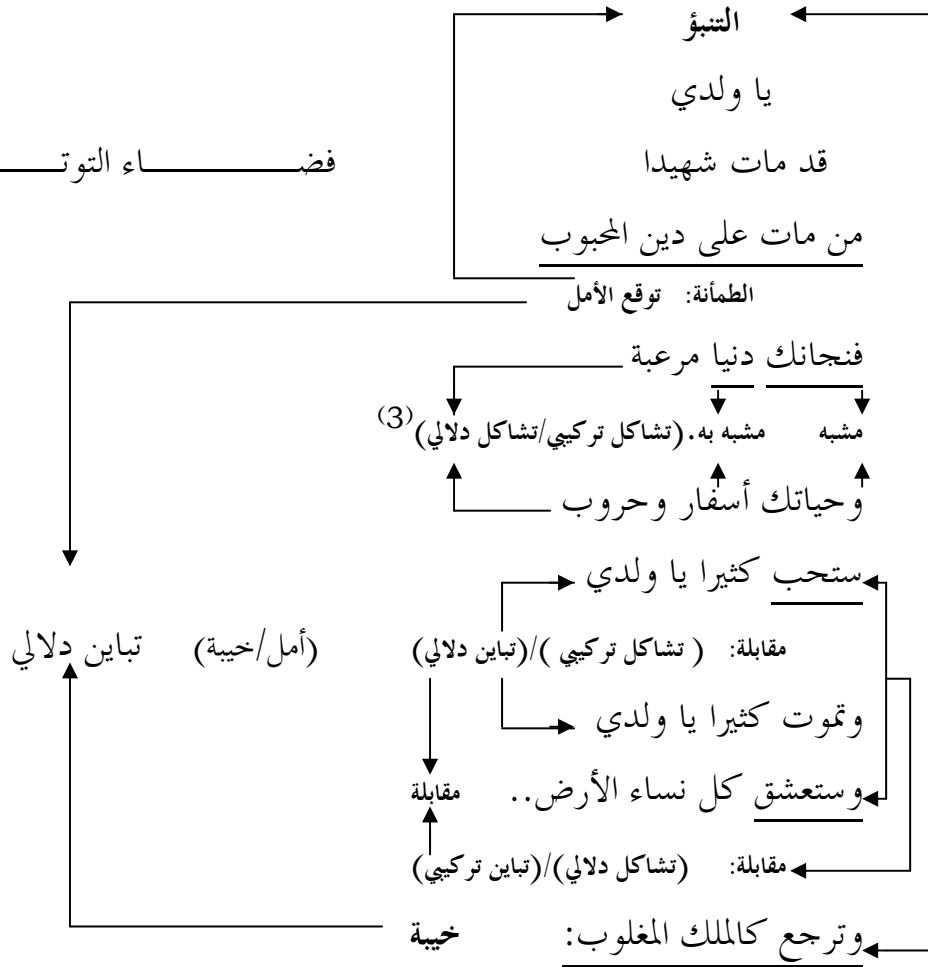 التنبؤ
يا ولدي
قد مات شهيدا فضـــــــاء التوتـــــ
من مات على دين المحبوب
الطمأنة: توقع الأمل
فنجانك دنيا مرعبة
مشبه مشبه به. (تشاكل تركيبي/تشاكل دلالي)(3)
وحياتك أسفار وحروب
ستحب كثيرا يا ولدي
مقابلة: ( تشاكل تركيبي )/(تباين دلالي) (أمل/خيبة) تباين دلالي
وتموت كثيرا يا ولدي
وستعشق كل نساء الأرض.. مقابلة
مقابلة: (تشاكل دلالي)/(تباين تركيبي)
وترجع كالملك المغلوب: خيبة